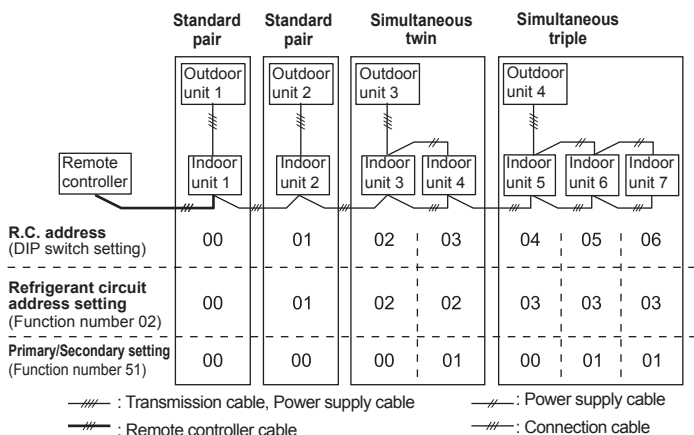 Standard pair
Standard pair
Simultaneous twin
Simultaneous triple
Outdoor unit 1
Outdoor unit 2
Outdoor unit 3
Outdoor unit 4
Remote controller
Indoor unit 1
Indoor unit 2
Indoor unit 3
Indoor unit 4
Indoor unit 5
Indoor unit 6
Indoor unit 7
R.C. address
(DIP switch setting)
00 01 02 03 04 05 06
Refrigerant circuit
address setting
(Function number 02)
00 01 02 02 03 03 03
Primary/Secondary setting
(Function number 51)
00 00 00 01 00 01 01
: Transmission cable, Power supply cable
: Power supply cable
: Remote controller cable
: Connection cable